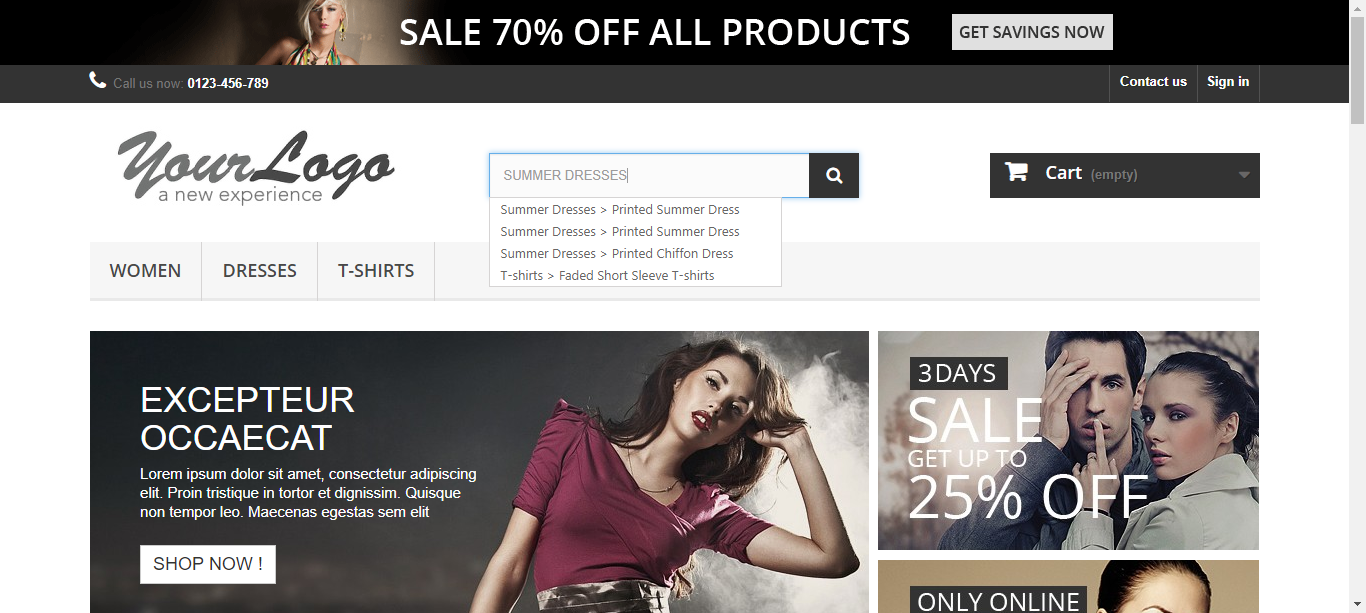 SALE 70% OFF ALL PRODUCTS
GET SAVINGS NOW
Call us now: 0123-456-789
Contact us
Sign in
YourLogo
a new experience
SUMMER DRESSES
Cart (empty)
Summer Dresses > Printed Summer Dress
Summer Dresses > Printed Summer Dress
Summer Dresses > Printed Chiffon Dress
T-shirts > Faded Short Sleeve T-shirts
WOMEN
DRESSES
T-SHIRTS
EXCEPTEUR
OCCAECAT
Lorem ipsum dolor sit amet, consectetur adipiscing
elit. Proin tristique in tortor et dignissim. Quisque
non tempor leo. Maecenas egestas sem elit
SHOP NOW !
3 DAYS
SALE
GET UP TO
25% OFF
ONLY ONLINE